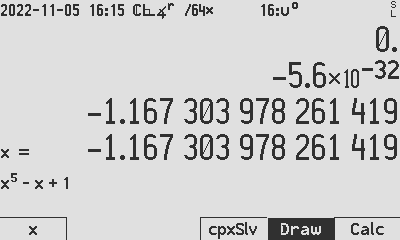 2022-11-05 16:15 ℂ∟∡ʳ /64× 16:∪° S L
0.
−5.6×10⁻³²
−1.167 303 978 261 419
x = −1.167 303 978 261 419
x⁵ − x + 1
x cpxSlv Draw Calc